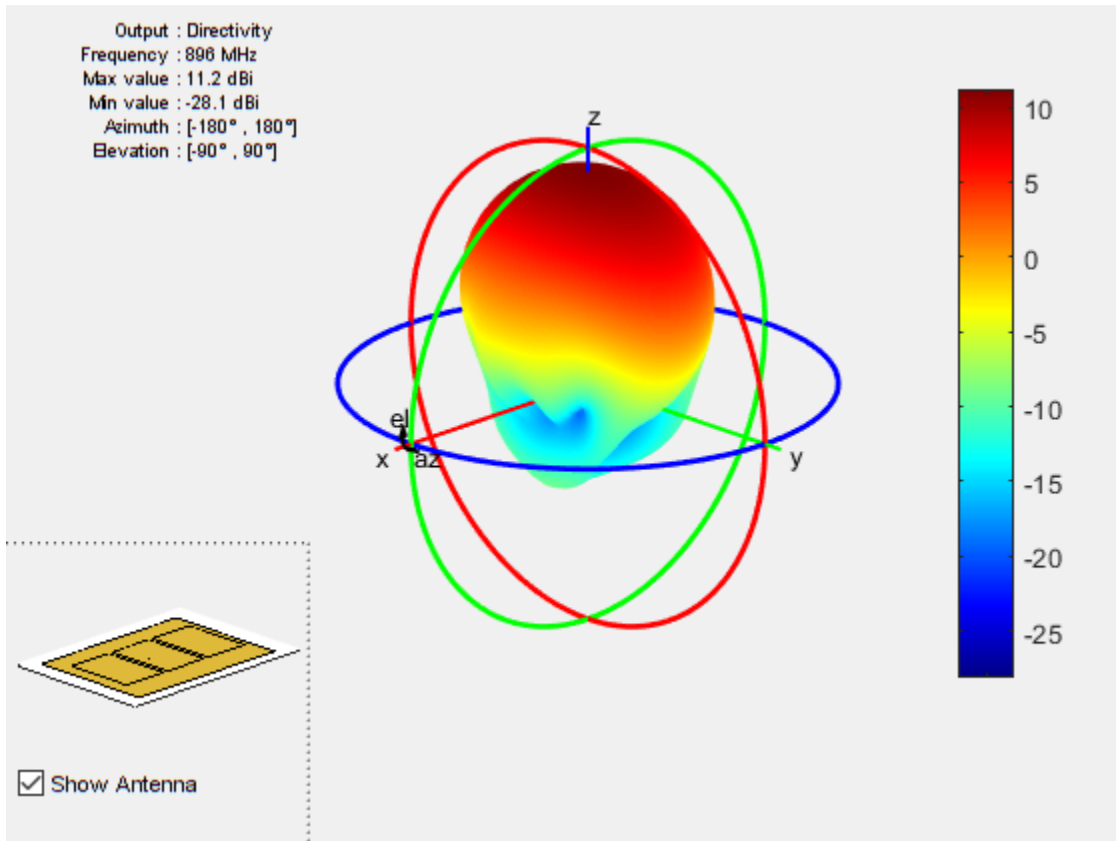 Output : Directivity
Frequency : 896 MHz
Max value : 11.2 dBi
Min value : -28.1 dBi
Azimuth : [-180° , 180°]
Elevation : [-90° , 90°]
z
10
5
0
-5
-10
-15
-20
-25
el
x
az
y
Show Antenna